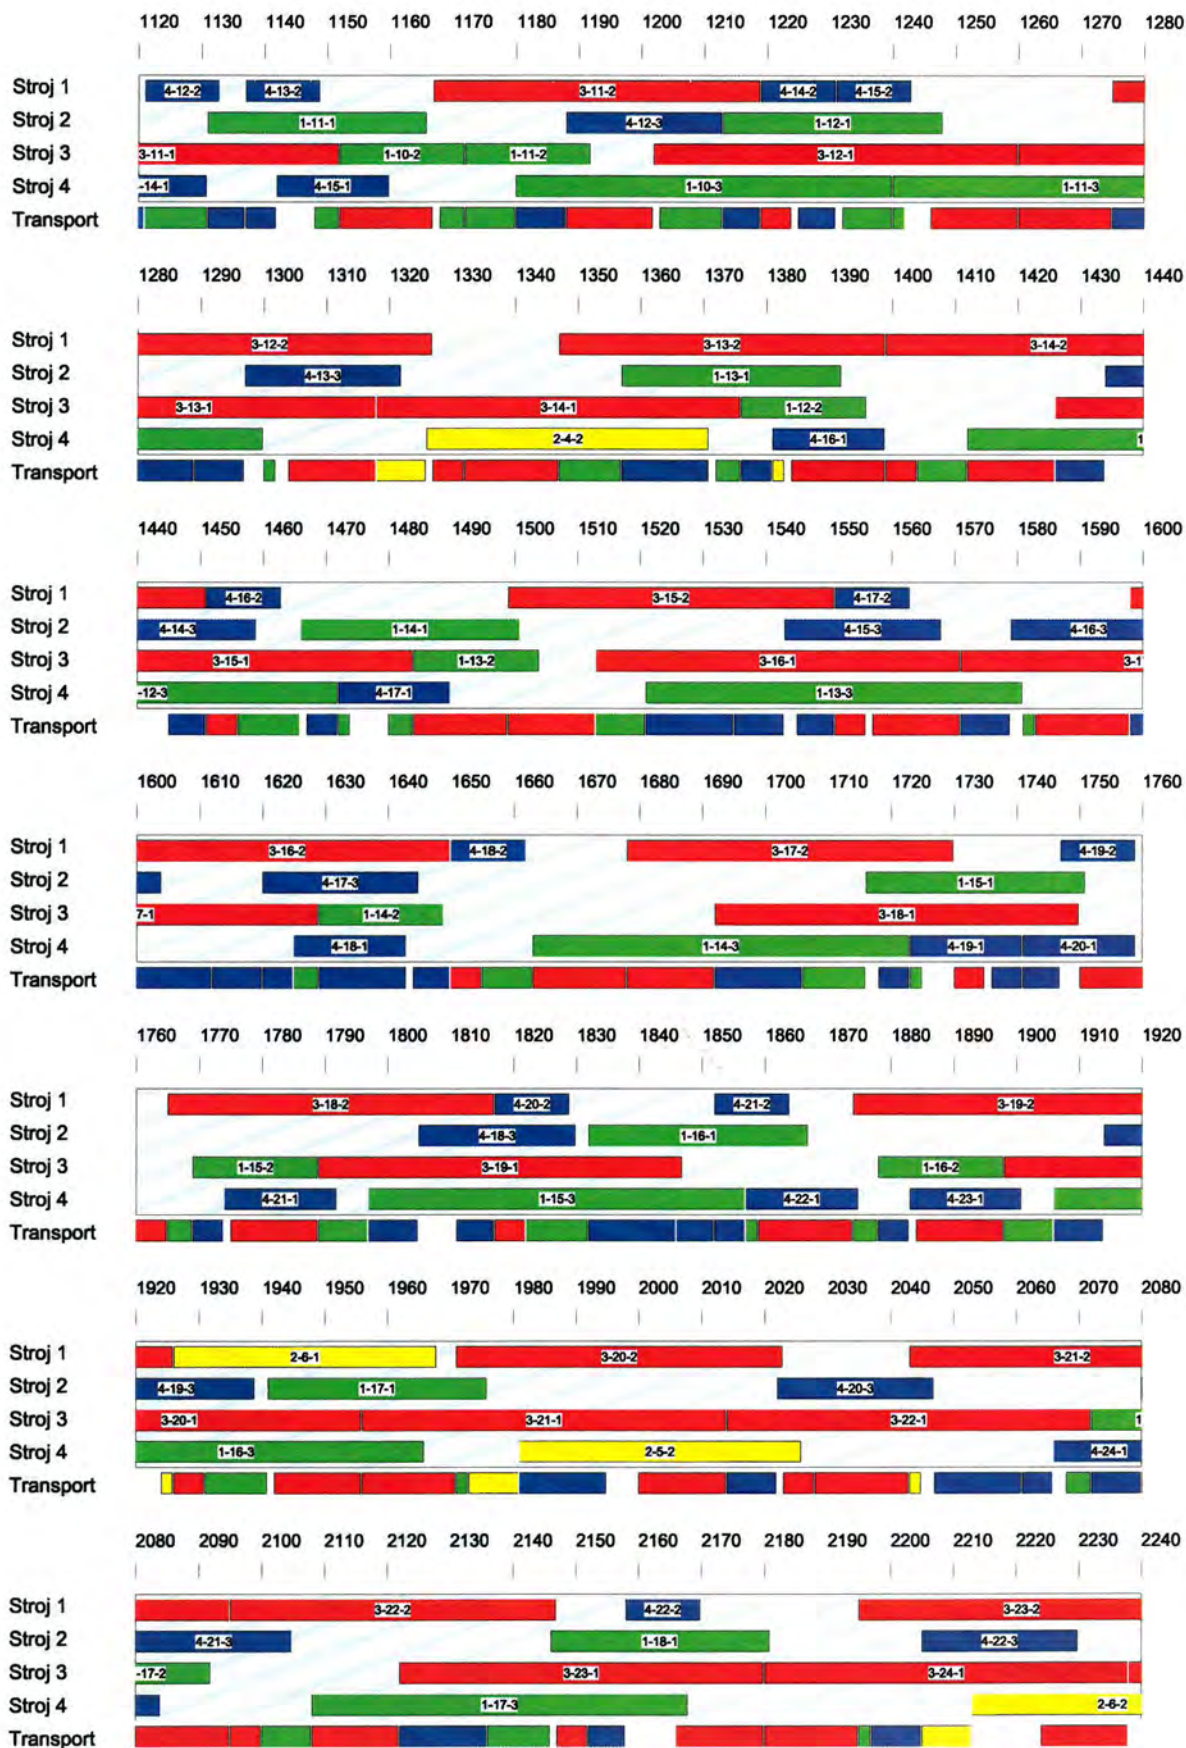 1120 1130 1140 1150 1160 1170 1180 1190 1200 1210 1220 1230 1240 1250 1260 1270 1280
Stroj 1 4-12-2 4-13-2 3-11-2 4-14-2 4-15-2
Stroj 2 1-11-1 4-12-3 1-12-1
Stroj 3 3-11-1 1-10-2 1-11-2 3-12-1
Stroj 4 -14-1 4-15-1 1-10-3 1-11-3
Transport
1280 1290 1300 1310 1320 1330 1340 1350 1360 1370 1380 1390 1400 1410 1420 1430 1440
Stroj 1 3-12-2 3-13-2 3-14-2
Stroj 2 4-13-3 1-13-1
Stroj 3 3-13-1 3-14-1 1-12-2
Stroj 4 2-4-2 4-16-1 1
Transport
1440 1450 1460 1470 1480 1490 1500 1510 1520 1530 1540 1550 1560 1570 1580 1590 1600
Stroj 1 4-16-2 3-15-2 4-17-2
Stroj 2 4-14-3 1-14-1 4-15-3 4-16-3
Stroj 3 3-15-1 1-13-2 3-16-1 3-1
Stroj 4 -12-3 4-17-1 1-13-3
Transport
1600 1610 1620 1630 1640 1650 1660 1670 1680 1690 1700 1710 1720 1730 1740 1750 1760
Stroj 1 3-16-2 4-18-2 3-17-2 4-19-2
Stroj 2 4-17-3 1-15-1
Stroj 3 7-1 1-14-2 3-18-1
Stroj 4 4-18-1 1-14-3 4-19-1 4-20-1
Transport
1760 1770 1780 1790 1800 1810 1820 1830 1840 1850 1860 1870 1880 1890 1900 1910 1920
Stroj 1 3-18-2 4-20-2 4-21-2 3-19-2
Stroj 2 4-18-3 1-16-1
Stroj 3 1-15-2 3-19-1 1-16-2
Stroj 4 4-21-1 1-15-3 4-22-1 4-23-1
Transport
1920 1930 1940 1950 1960 1970 1980 1990 2000 2010 2020 2030 2040 2050 2060 2070 2080
Stroj 1 2-6-1 3-20-2 3-21-2
Stroj 2 4-19-3 1-17-1 4-20-3
Stroj 3 3-20-1 3-21-1 3-22-1 1
Stroj 4 1-16-3 2-5-2 4-24-1
Transport
2080 2090 2100 2110 2120 2130 2140 2150 2160 2170 2180 2190 2200 2210 2220 2230 2240
Stroj 1 3-22-2 4-22-2 3-23-2
Stroj 2 4-21-3 1-18-1 4-22-3
Stroj 3 -17-2 3-23-1 3-24-1
Stroj 4 1-17-3 2-6-2
Transport